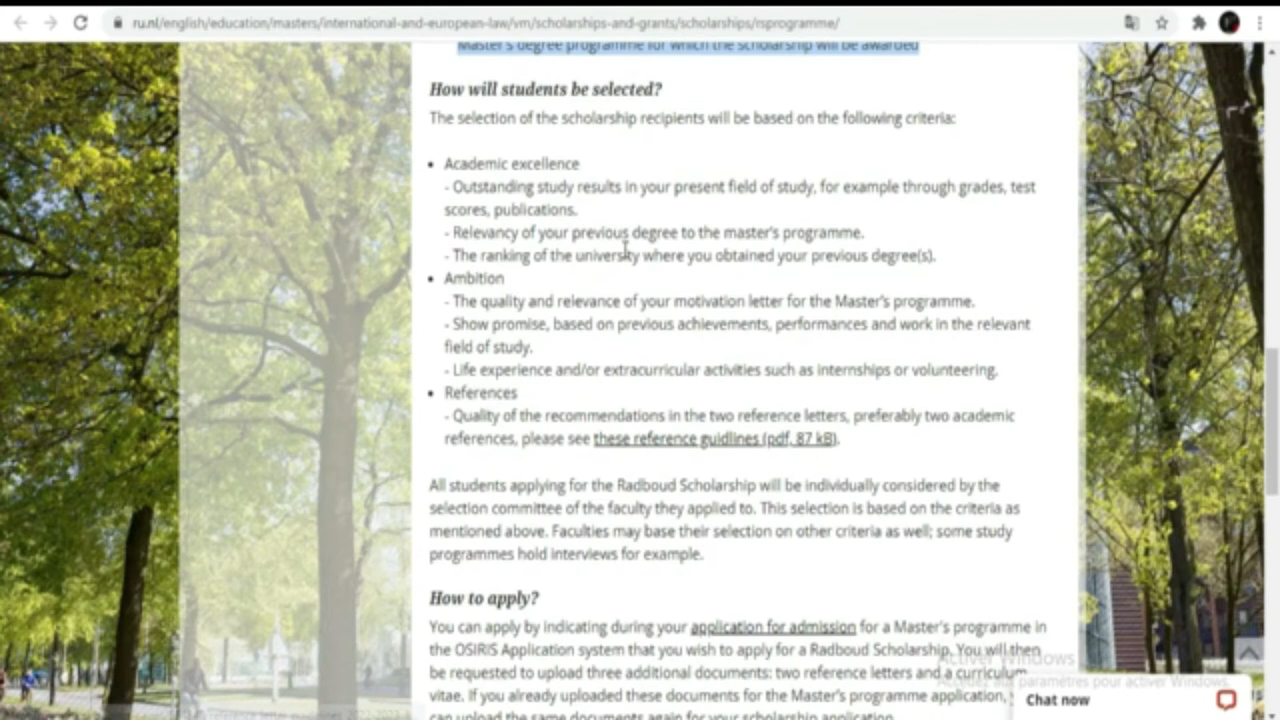 ru.nl/english/education/masters/international-and-european-law/vm/scholarships-and-grants/scholarships/rsprogramme/
Master's degree programme for which the scholarship will be awarded
How will students be selected?
The selection of the scholarship recipients will be based on the following criteria:
• Academic excellence
- Outstanding study results in your present field of study, for example through grades, test
scores, publications.
- Relevancy of your previous degree to the master's programme.
- The ranking of the university where you obtained your previous degree(s).
• Ambition
- The quality and relevance of your motivation letter for the Master's programme.
- Show promise, based on previous achievements, performances and work in the relevant
field of study.
- Life experience and/or extracurricular activities such as internships or volunteering.
• References
- Quality of the recommendations in the two reference letters, preferably two academic
references, please see these reference guidlines (pdf, 87 kB).
All students applying for the Radboud Scholarship will be individually considered by the
selection committee of the faculty they applied to. This selection is based on the criteria as
mentioned above. Faculties may base their selection on other criteria as well; some study
programmes hold interviews for example.
How to apply?
You can apply by indicating during your application for admission for a Master's programme in
the OSIRIS Application system that you wish to apply for a Radboud Scholarship. You will then
be requested to upload three additional documents: two reference letters and a curriculum
vitae. If you already uploaded these documents for the Master's programme application,
can upload the same documents again for your scholarship application.
Activer Windows
Accédez aux paramètres pour activer Windows.
Chat now